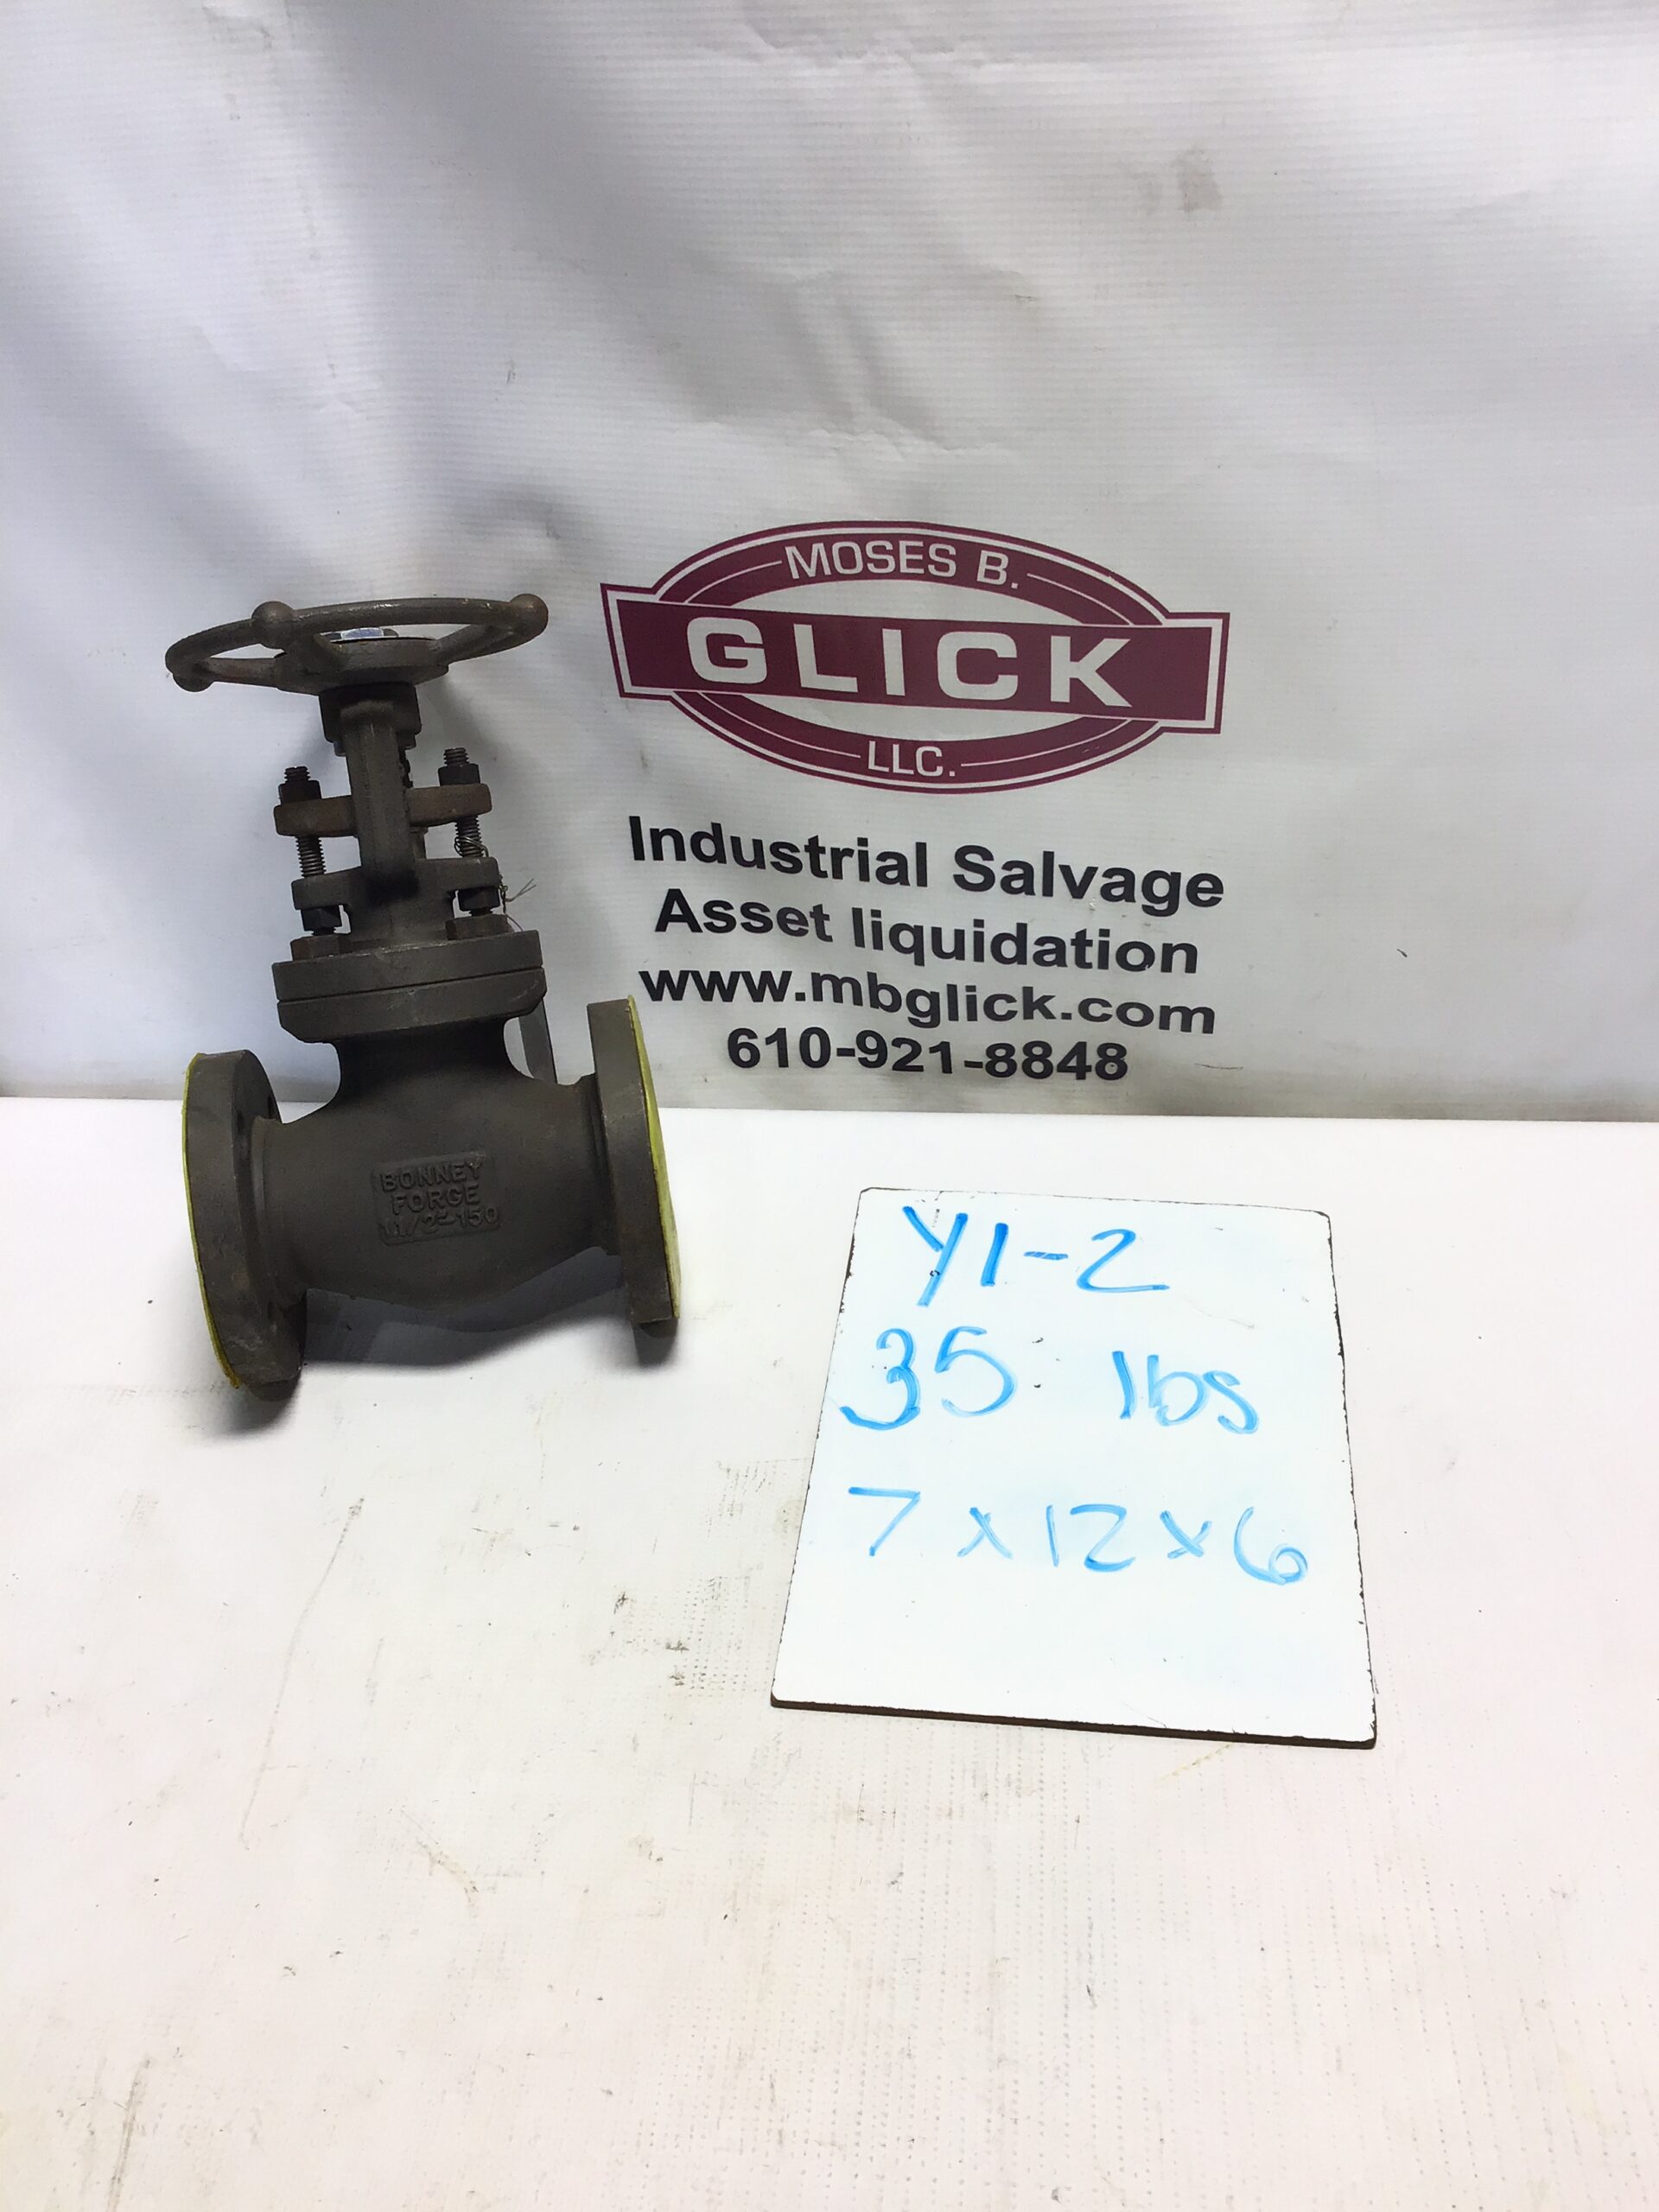 MOSES B.
GLICK
LLC.
Industrial Salvage
Asset liquidation
www.mbglick.com
610-921-8848
BONNEY
FORGE
1 1/2-150
Y1-2
35 lbs
7 x 12 x 6